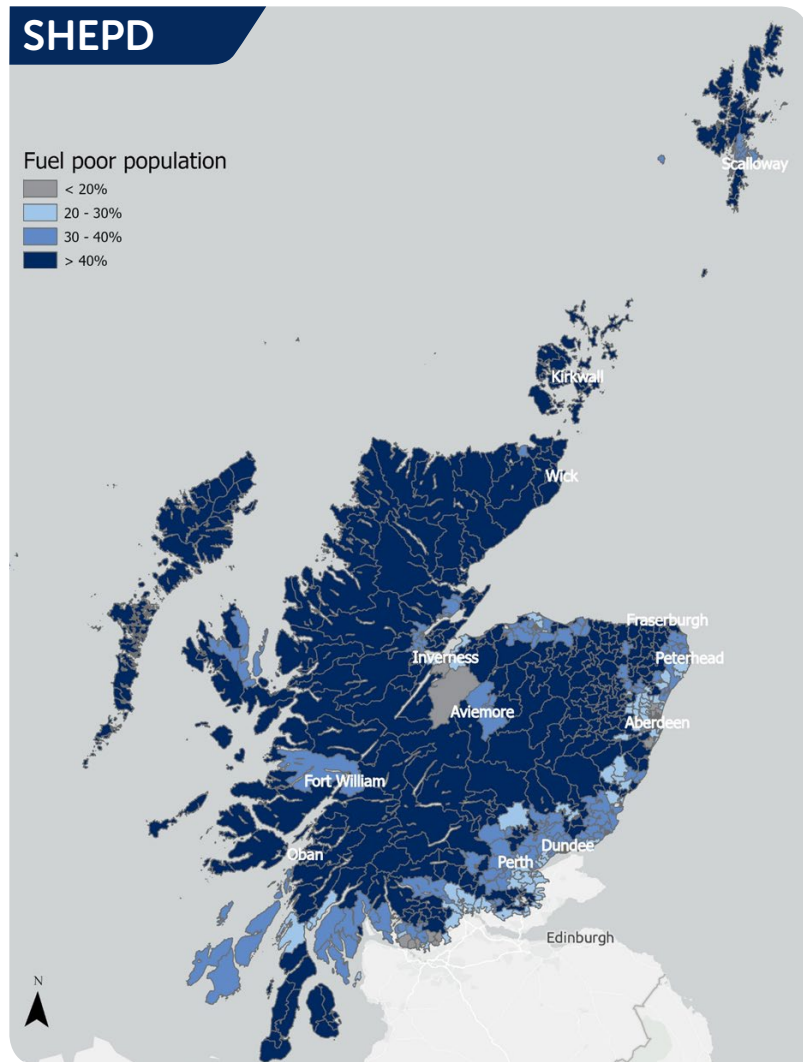 SHEPD
Fuel poor population
< 20%
20 - 30%
30 - 40%
> 40%
Scalloway
Kirkwall
Wick
Fraserburgh
Inverness
Peterhead
Aviemore
Aberdeen
Fort William
Dundee
Oban
Perth
Edinburgh
N